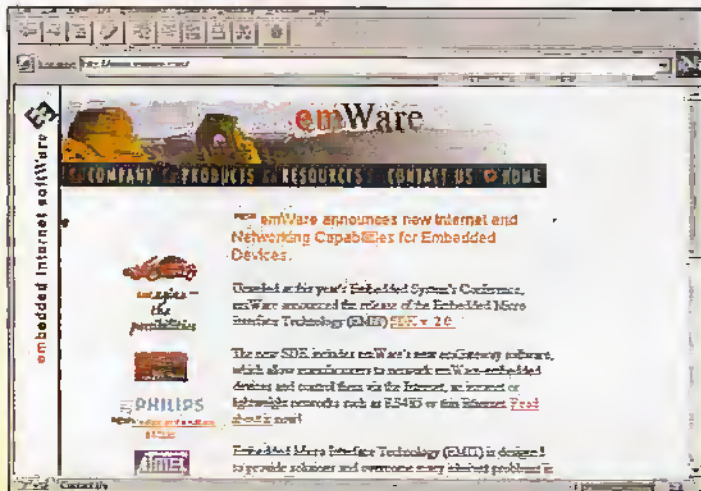 emWare
COMPANY PRODUCTS RESOURCES CONTACT US HOME
embedded Internet softWare
emWare announces new Internet and
Networking Capabilities for Embedded
Devices.
imagine
the
possibilities
Unveiled at this year's Embedded System's Conference,
emWare announced the release of the Embedded Micro
Interface Technology (EMIT) SDK v 2.0
The new SDK includes emWare's new emGateway software,
which allow manufacturers to network emWare-embedded
devices and control them via the Internet, an intranet or
lightweight networks such as RS485 or thin Ethernet. Read
about it now!
PHILIPS
ATMEL
Embedded Micro Interface Technology (EMIT) is designed
to provide solutions and overcome many inherent problems in
Contact Us